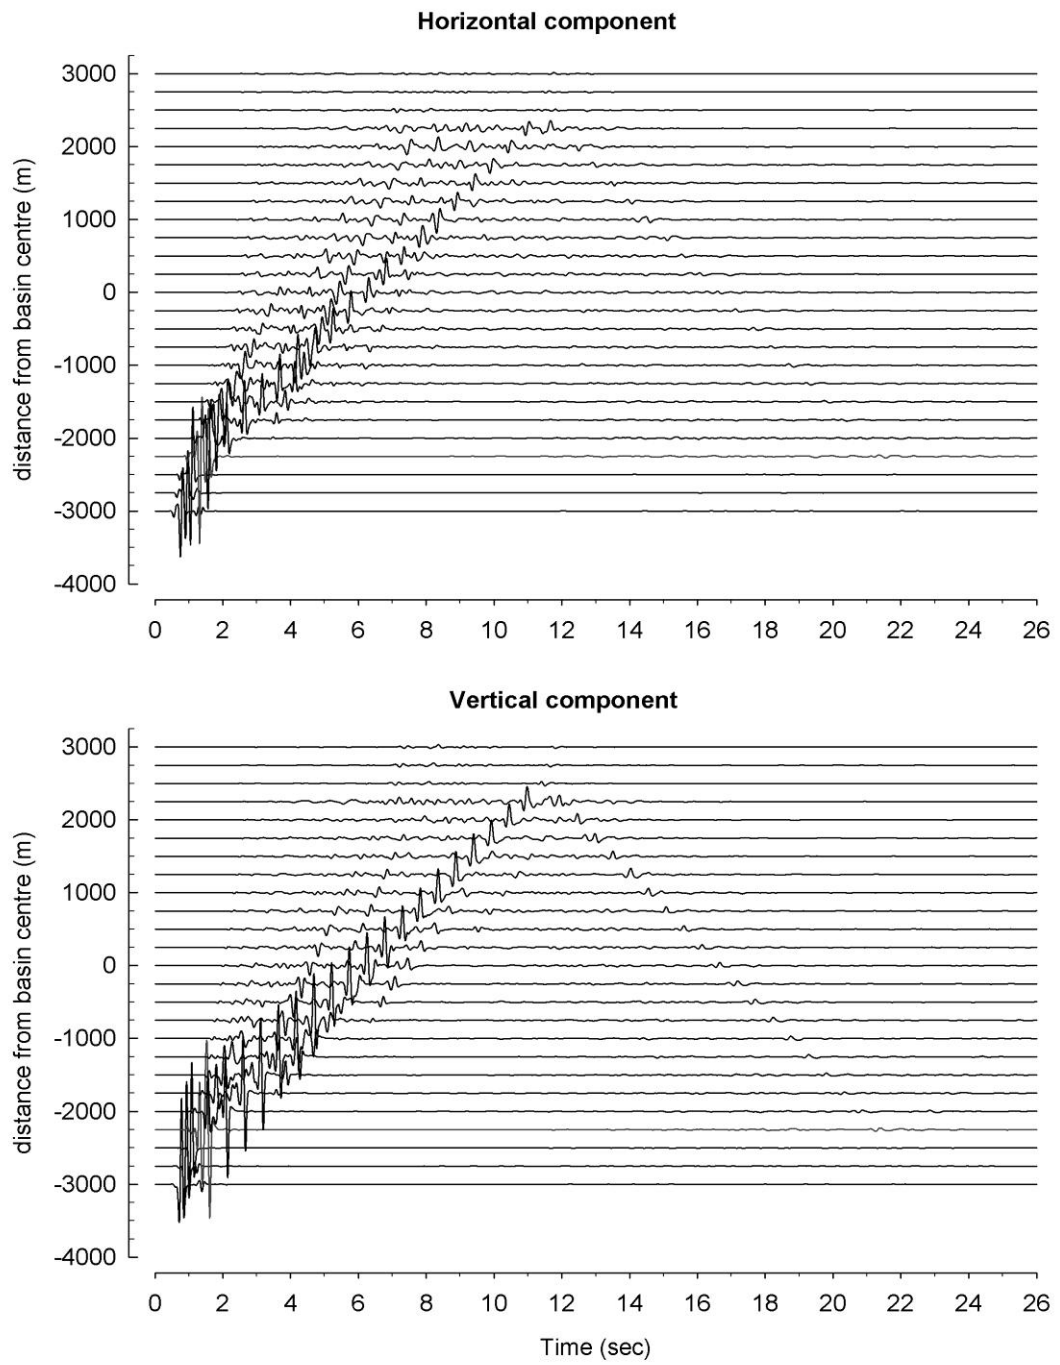 Horizontal component
3000
2000
1000
0
-1000
-2000
-3000
-4000
distance from basin centre (m)
0 2 4 6 8 10 12 14 16 18 20 22 24 26
Vertical component
3000
2000
1000
0
-1000
-2000
-3000
-4000
distance from basin centre (m)
0 2 4 6 8 10 12 14 16 18 20 22 24 26
Time (sec)